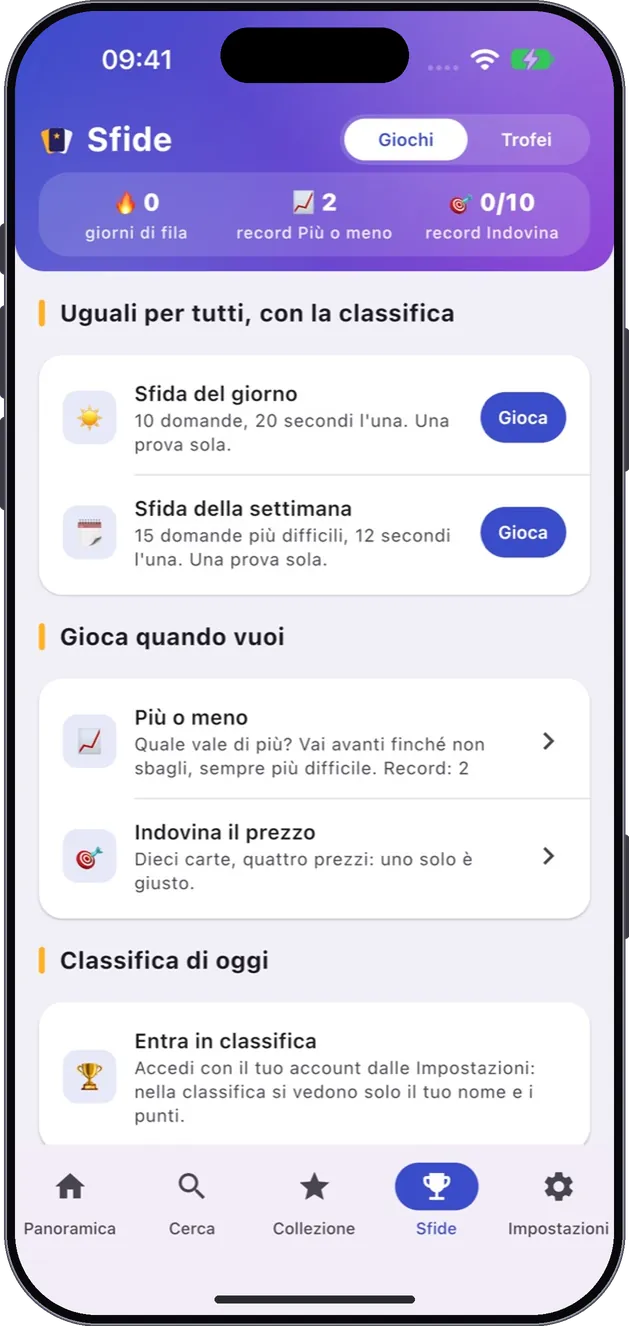 09:41
Sfide
Giochi
Trofei
0
2
0/10
giorni di fila
record Più o meno
record Indovina
Uguali per tutti, con la classifica
Sfida del giorno
10 domande, 20 secondi l'una. Una
prova sola.
Gioca
Sfida della settimana
15 domande più difficili, 12 secondi
l'una. Una prova sola.
Gioca
Gioca quando vuoi
Più o meno
Quale vale di più? Vai avanti finché non
sbagli, sempre più difficile. Record: 2
Indovina il prezzo
Dieci carte, quattro prezzi: uno solo è
giusto.
Classifica di oggi
Entra in classifica
Accedi con il tuo account dalle Impostazioni:
nella classifica si vedono solo il tuo nome e i
punti.
Panoramica
Cerca
Collezione
Sfide
Impostazioni